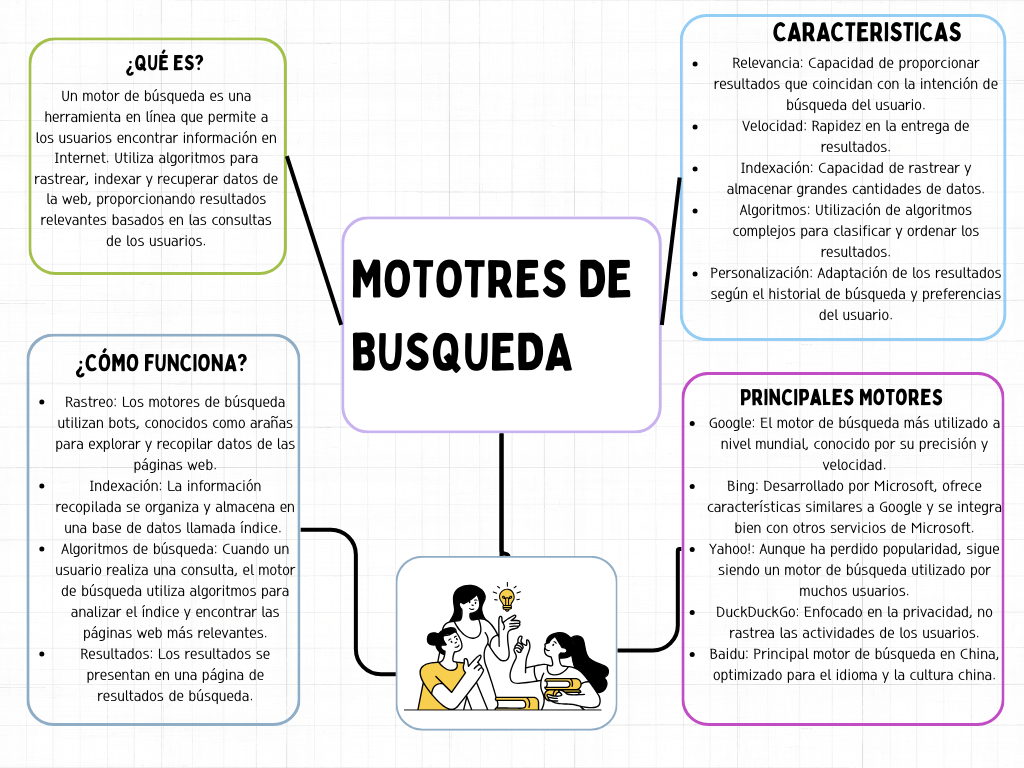 ¿QUÉ ES?
Un motor de búsqueda es una
herramienta en línea que permite a
los usuarios encontrar información en
Internet. Utiliza algoritmos para
rastrear, indexar y recuperar datos de
la web, proporcionando resultados
relevantes basados en las consultas
de los usuarios.
CARACTERISTICAS
• Relevancia: Capacidad de proporcionar
resultados que coincidan con la intención de
búsqueda del usuario.
• Velocidad: Rapidez en la entrega de
resultados.
• Indexación: Capacidad de rastrear y
almacenar grandes cantidades de datos.
• Algoritmos: Utilización de algoritmos
complejos para clasificar y ordenar los
resultados.
• Personalización: Adaptación de los resultados
según el historial de búsqueda y preferencias
del usuario.
MOTOTRES DE
BUSQUEDA
¿CÓMO FUNCIONA?
• Rastreo: Los motores de búsqueda
utilizan bots, conocidos como arañas
para explorar y recopilar datos de las
páginas web.
• Indexación: La información
recopilada se organiza y almacena en
una base de datos llamada índice.
• Algoritmos de búsqueda: Cuando un
usuario realiza una consulta, el motor
de búsqueda utiliza algoritmos para
analizar el índice y encontrar las
páginas web más relevantes.
• Resultados: Los resultados se
presentan en una página de
resultados de búsqueda.
PRINCIPALES MOTORES
• Google: El motor de búsqueda más utilizado a
nivel mundial, conocido por su precisión y
velocidad.
• Bing: Desarrollado por Microsoft, ofrece
características similares a Google y se integra
bien con otros servicios de Microsoft.
• Yahoo!: Aunque ha perdido popularidad, sigue
siendo un motor de búsqueda utilizado por
muchos usuarios.
• DuckDuckGo: Enfocado en la privacidad, no
rastrea las actividades de los usuarios.
• Baidu: Principal motor de búsqueda en China,
optimizado para el idioma y la cultura china.